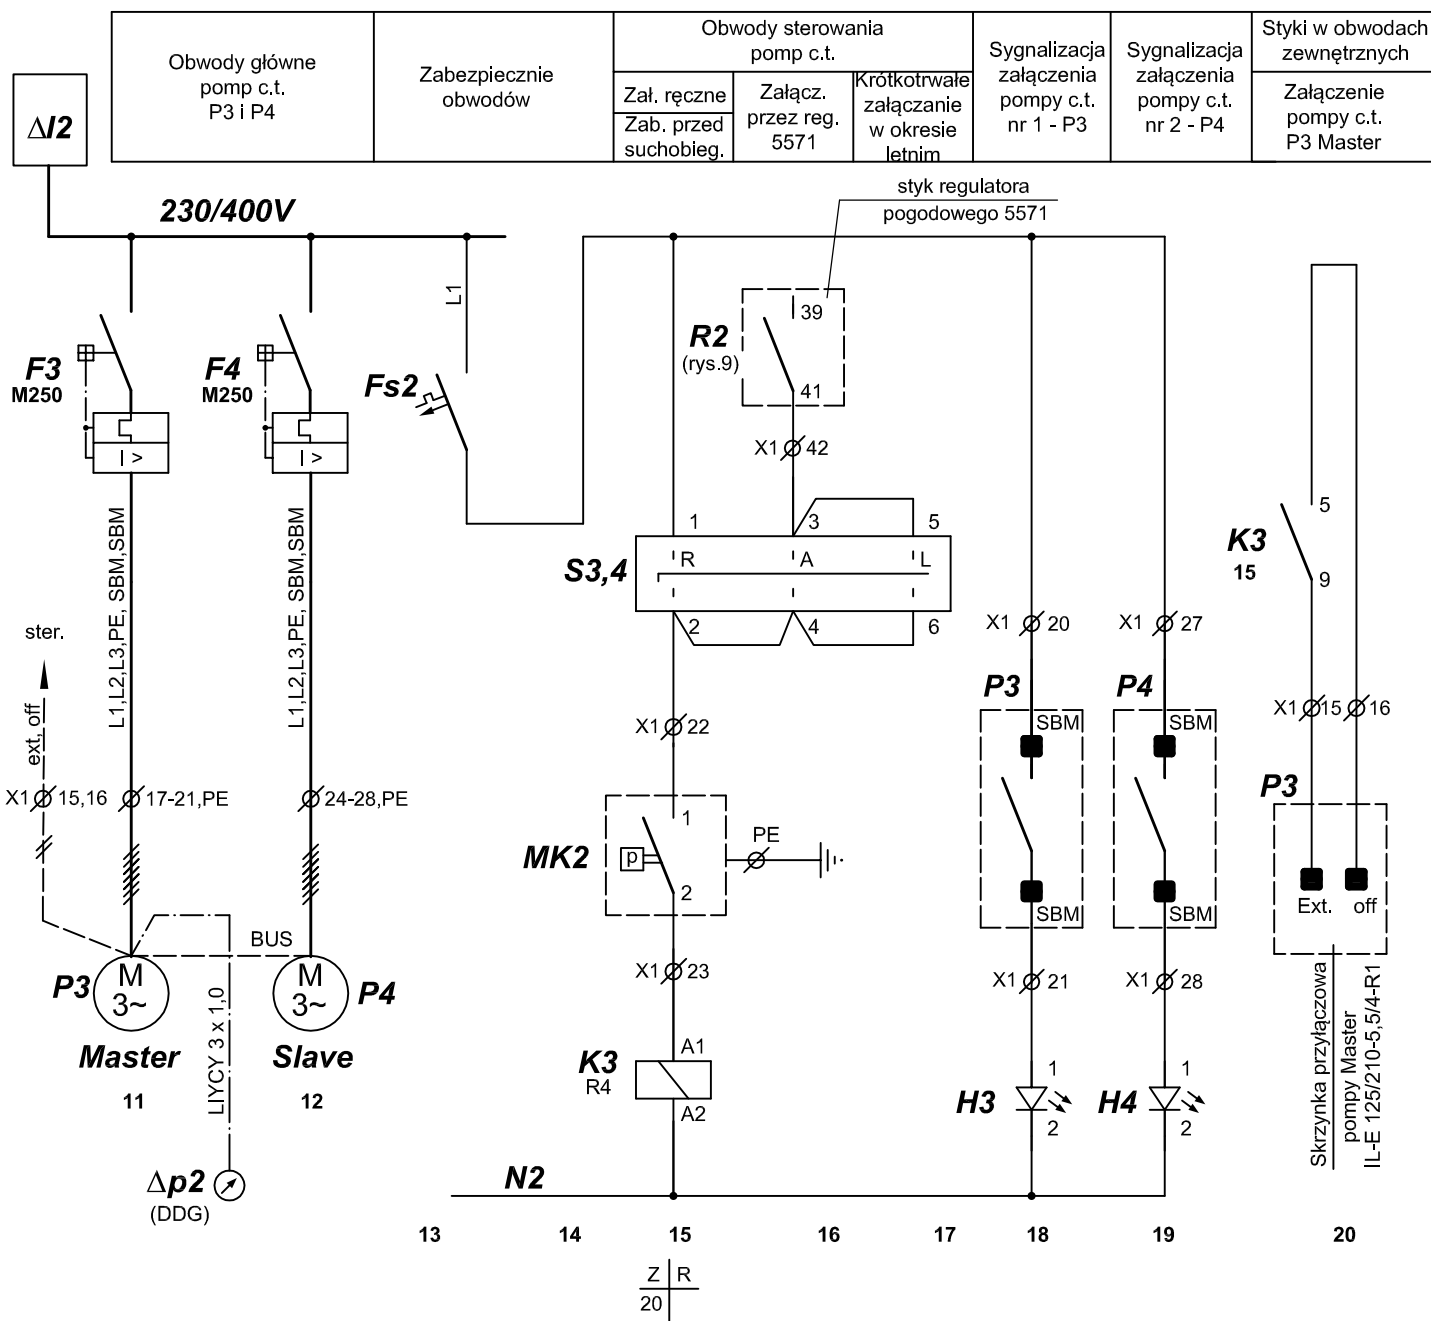 Obwody główne
pomp c.t.
P3 i P4
Zabezpiecznie
obwodów
Obwody sterowania
pomp c.t.
Zał. ręczne
Zab. przed
suchobieg.
Załącz.
przez reg.
5571
Krótkotrwałe
załączanie
w okresie
letnim
Sygnalizacja
załączenia
pompy c.t.
nr 1 - P3
Sygnalizacja
załączenia
pompy c.t.
nr 2 - P4
Styki w obwodach
zewnętrznych
Załączenie
pompy c.t.
P3 Master
ΔI2
230/400V
styk regulatora
pogodowego 5571
L1
F3
M250
I >
F4
M250
I >
Fs2
R2
(rys.9)
39
41
X1 42
1 3 5
S3,4
R A L
2 4 6
K3
15
5
9
L1,L2,L3,PE, SBM,SBM
L1,L2,L3,PE, SBM,SBM
ster.
ext, off
X1 15,16
17-21,PE
24-28,PE
X1 20
X1 27
X1 22
X1 15 16
P3
SBM
SBM
P4
SBM
SBM
P3
Ext. off
MK2
p
1
2
PE
BUS
P3
M
3~
Master
11
M
3~
P4
Slave
12
LIYCY 3 x 1,0
Δp2
(DDG)
X1 23
X1 21
X1 28
K3
R4
A1
A2
H3
1
2
H4
1
2
Skrzynka przyłączowa
pompy Master
IL-E 125/210-5,5/4-R1
N2
13 14 15 16 17 18 19 20
Z R
20